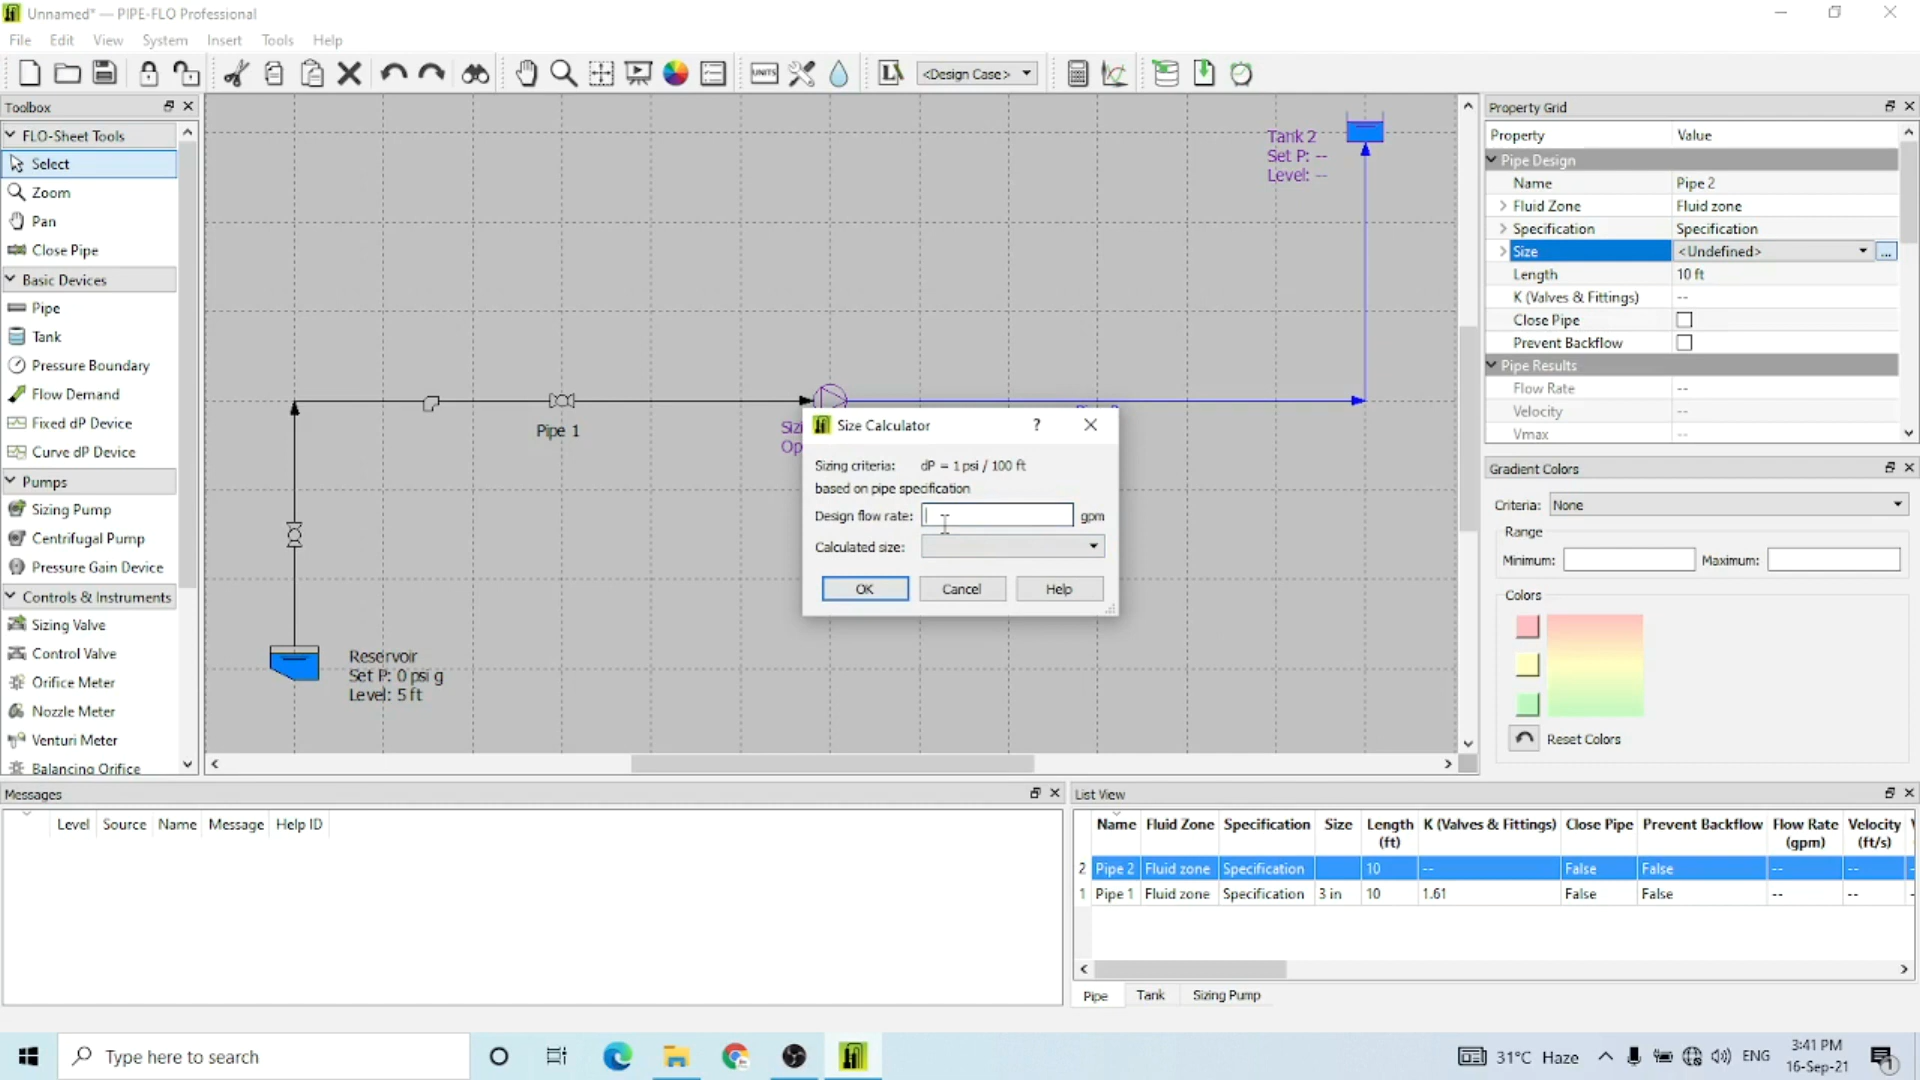 Unnamed* — PIPE-FLO Professional
File Edit View System Insert Tools Help
UNITS <Design Case>
Toolbox
FLO-Sheet Tools
Select
Zoom
Pan
Close Pipe
Basic Devices
Pipe
Tank
Pressure Boundary
Flow Demand
Fixed dP Device
Curve dP Device
Pumps
Sizing Pump
Centrifugal Pump
Pressure Gain Device
Controls & Instruments
Sizing Valve
Control Valve
Orifice Meter
Nozzle Meter
Venturi Meter
Balancing Orifice
Tank 2
Set P: --
Level: --
Pipe 1
Sizi
Op
Reservoir
Set P: 0 psi g
Level: 5 ft
Size Calculator ?
Sizing criteria: dP = 1 psi / 100 ft
based on pipe specification
Design flow rate: gpm
Calculated size:
OK Cancel Help
Property Grid
Property Value
Pipe Design
Name Pipe 2
Fluid Zone Fluid zone
Specification Specification
Size <Undefined> ...
Length 10 ft
K (Valves & Fittings) --
Close Pipe
Prevent Backflow
Pipe Results
Flow Rate --
Velocity --
Vmax --
Gradient Colors
Criteria: None
Range
Minimum: Maximum:
Colors
Reset Colors
Messages
Level Source Name Message Help ID
List View
Name Fluid Zone Specification Size Length (ft) K (Valves & Fittings) Close Pipe Prevent Backflow Flow Rate (gpm) Velocity (ft/s)
2 Pipe 2 Fluid zone Specification 10 -- False False -- --
1 Pipe 1 Fluid zone Specification 3 in 10 1.61 False False -- --
Pipe Tank Sizing Pump
Type here to search
31°C Haze ENG
3:41 PM
16-Sep-21
1